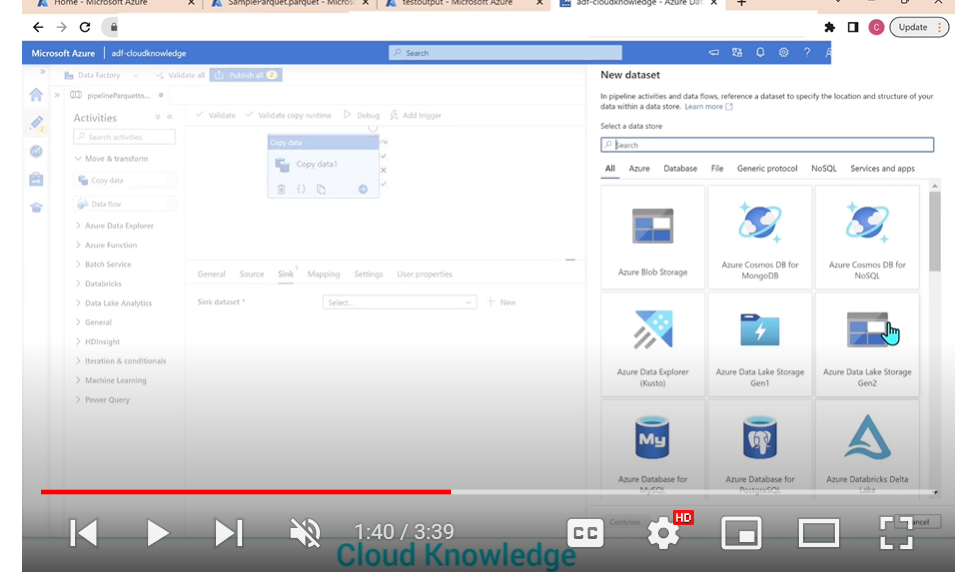 Home - Microsoft Azure
SampleParquet.parquet - Micros
testoutput - Microsoft Azure
adf-cloudknowledge - Azure Dat
Update
Microsoft Azure | adf-cloudknowledge
Search
Data Factory
Validate all
Publish all 2
pipelineParquetto...
Activities
Search activities
Move & transform
Copy data
Data flow
Azure Data Explorer
Azure Function
Batch Service
Databricks
Data Lake Analytics
General
HDInsight
Iteration & conditionals
Machine Learning
Power Query
Validate
Validate copy runtime
Debug
Add trigger
Copy data
Copy data1
General
Source
Sink
Mapping
Settings
User properties
Sink dataset *
Select...
New
New dataset
In pipeline activities and data flows, reference a dataset to specify the location and structure of your
data within a data store. Learn more
Select a data store
Search
All
Azure
Database
File
Generic protocol
NoSQL
Services and apps
Azure Blob Storage
Azure Cosmos DB for
MongoDB
Azure Cosmos DB for
NoSQL
Azure Data Explorer
(Kusto)
Azure Data Lake Storage
Gen1
Azure Data Lake Storage
Gen2
My
Azure Database for
MySQL
Azure Database for
PostgreSQL
Azure Databricks Delta
Lake
Continue
1:40 / 3:39
CC
HD
Cloud Knowledge